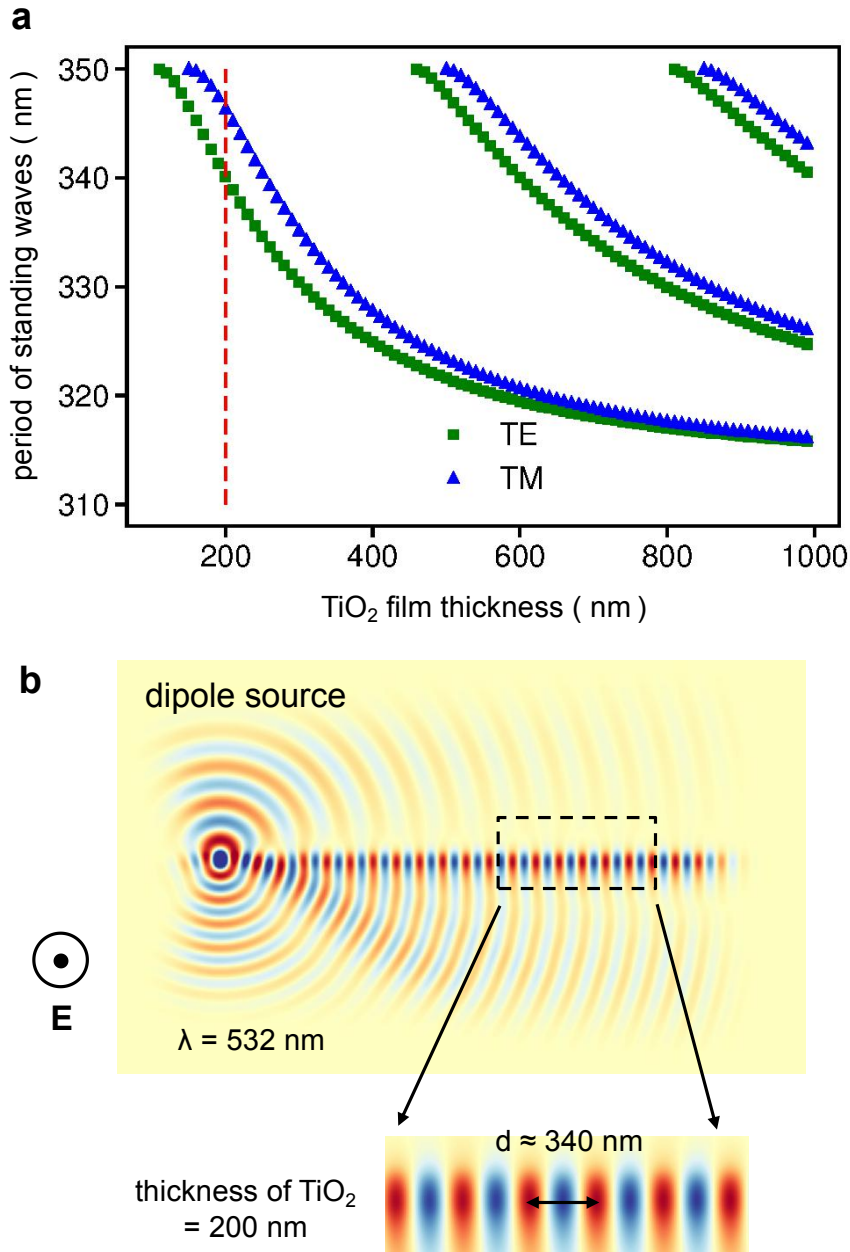 a
350
340
330
320
310
period of standing waves ( nm )
TE
TM
200
400
600
800
1000
TiO₂ film thickness ( nm )
b
dipole source
E
λ = 532 nm
d ≈ 340 nm
thickness of TiO₂
= 200 nm